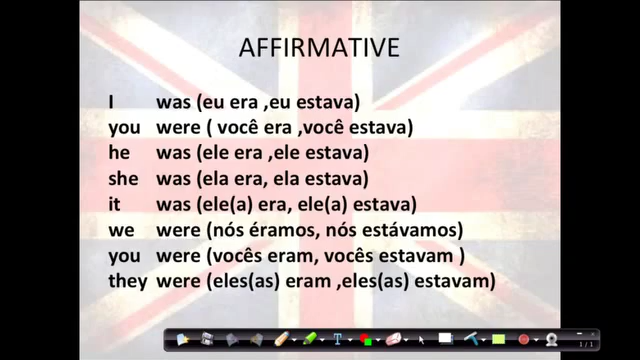 AFFIRMATIVE
I was (eu era ,eu estava)
you were ( você era ,você estava)
he was (ele era ,ele estava)
she was (ela era, ela estava)
it was (ele(a) era, ele(a) estava)
we were (nós éramos, nós estávamos)
you were (vocês eram, vocês estavam )
they were (eles(as) eram ,eles(as) estavam)
T
1 / 1